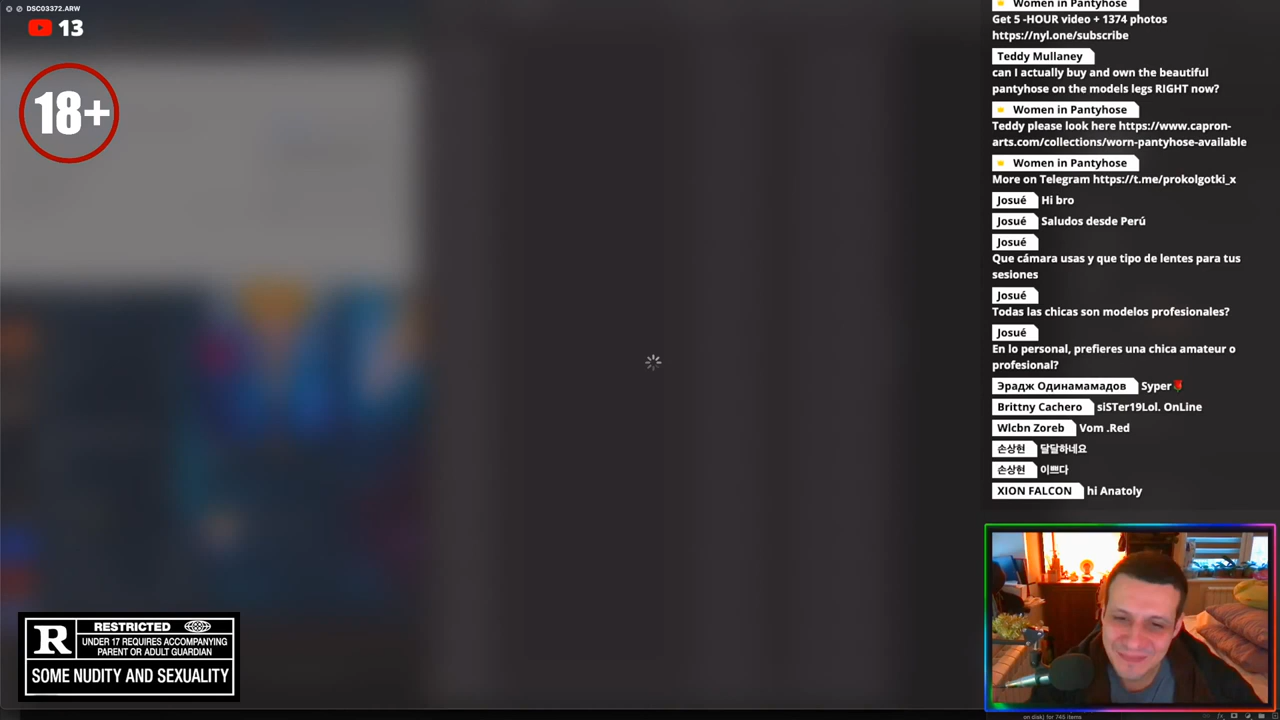 DSC03372.ARW
13
18+
R
RESTRICTED
UNDER 17 REQUIRES ACCOMPANYING
PARENT OR ADULT GUARDIAN
SOME NUDITY AND SEXUALITY
Women in Pantyhose
Get 5 -HOUR video + 1374 photos
https://nyl.one/subscribe
Teddy Mullaney
can I actually buy and own the beautiful
pantyhose on the models legs RIGHT now?
Women in Pantyhose
Teddy please look here https://www.capron-
arts.com/collections/worn-pantyhose-available
Women in Pantyhose
More on Telegram https://t.me/prokolgotki_x
Josué Hi bro
Josué Saludos desde Perú
Josué
Que cámara usas y que tipo de lentes para tus
sesiones
Josué
Todas las chicas son modelos profesionales?
Josué
En lo personal, prefieres una chica amateur o
profesional?
Эрадж Одинамамадов Syper
Brittny Cachero siSTer19Lol. OnLine
Wlcbn Zoreb Vom .Red
손상현 달달하네요
손상현 이쁘다
XION FALCON hi Anatoly
on disk) for 745 items